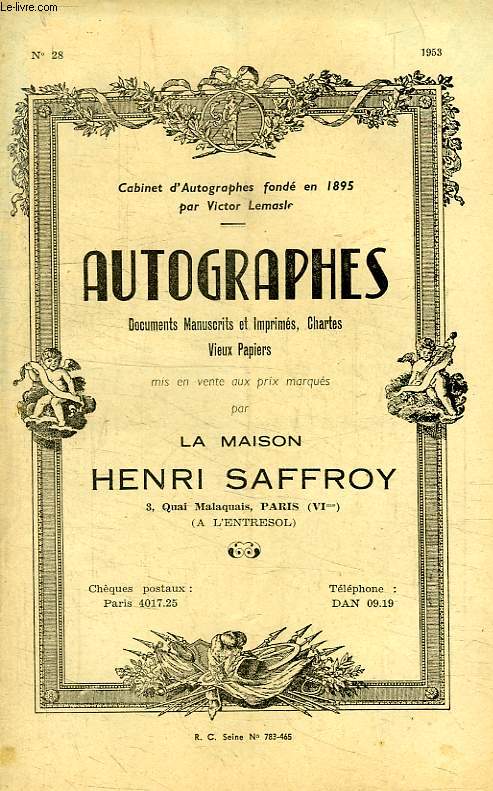 Le-livre.com
N° 28 1953
Cabinet d'Autographes fondé en 1895
par Victor Lemasle
AUTOGRAPHES
Documents Manuscrits et Imprimés, Chartes
Vieux Papiers
mis en vente aux prix marqués
par
LA MAISON
HENRI SAFFROY
3, Quai Malaquais, PARIS (VIme)
(A L'ENTRESOL)
Chèques postaux : Téléphone :
Paris 4017.25 DAN 09.19
R. C. Seine No 783-465